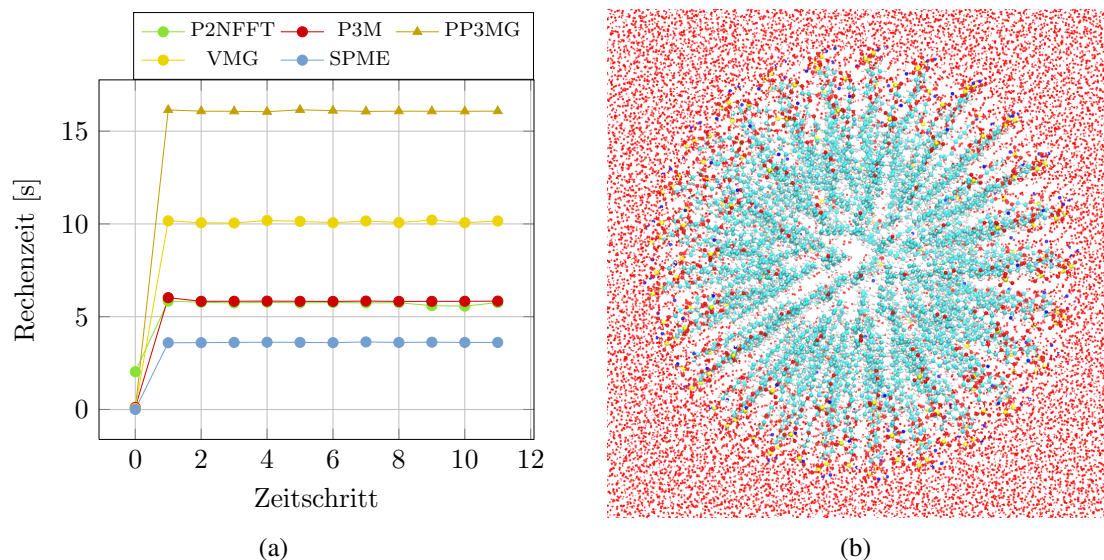 P2NFFT P3M PP3MG
VMG SPME
15
10
5
0
Rechenzeit [s]
0 2 4 6 8 10 12
Zeitschritt
(a) (b)